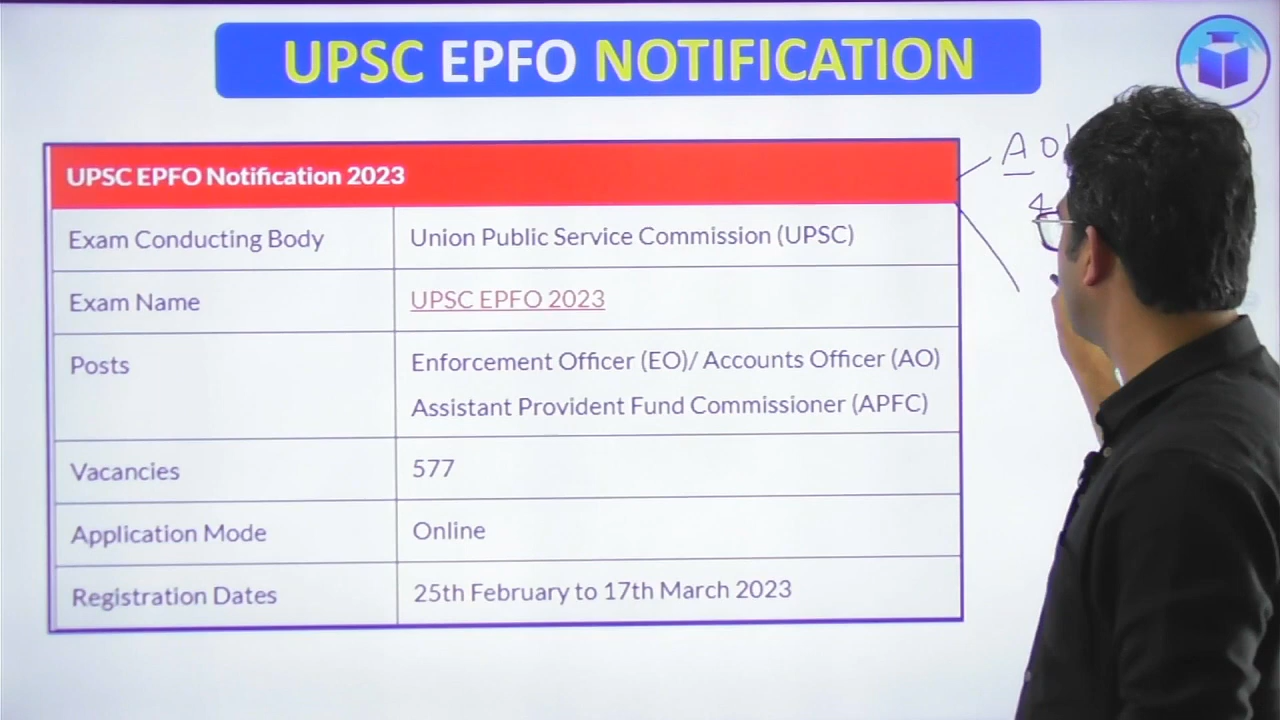 UPSC EPFO NOTIFICATION
UPSC EPFO Notification 2023
Exam Conducting Body Union Public Service Commission (UPSC)
Exam Name UPSC EPFO 2023
Posts Enforcement Officer (EO)/ Accounts Officer (AO)
Assistant Provident Fund Commissioner (APFC)
Vacancies 577
Application Mode Online
Registration Dates 25th February to 17th March 2023
AO